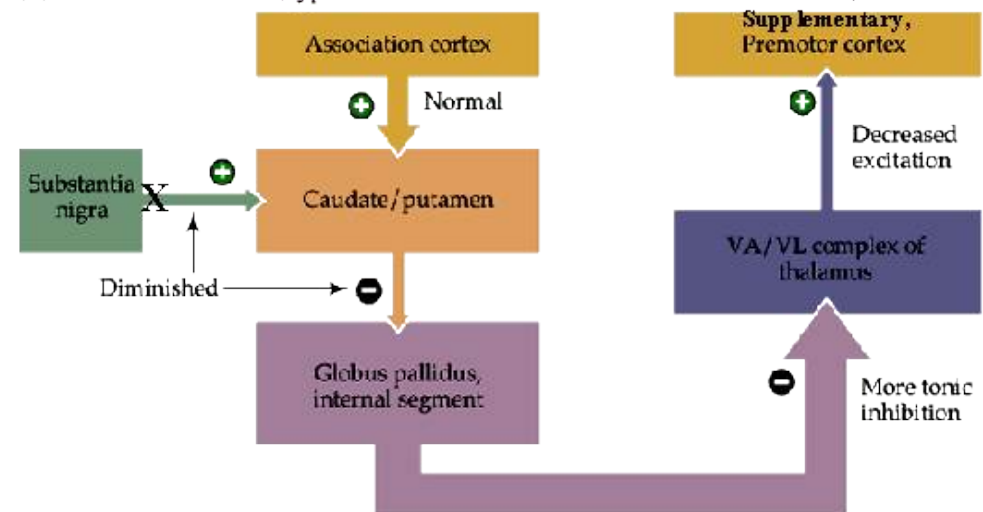 Association cortex
Normal
Substantia
nigra
X
Caudate/putamen
Diminished
Globus pallidus,
internal segment
Supplementary,
Premotor cortex
Decreased
excitation
VA/VL complex of
thalamus
More tonic
inhibition